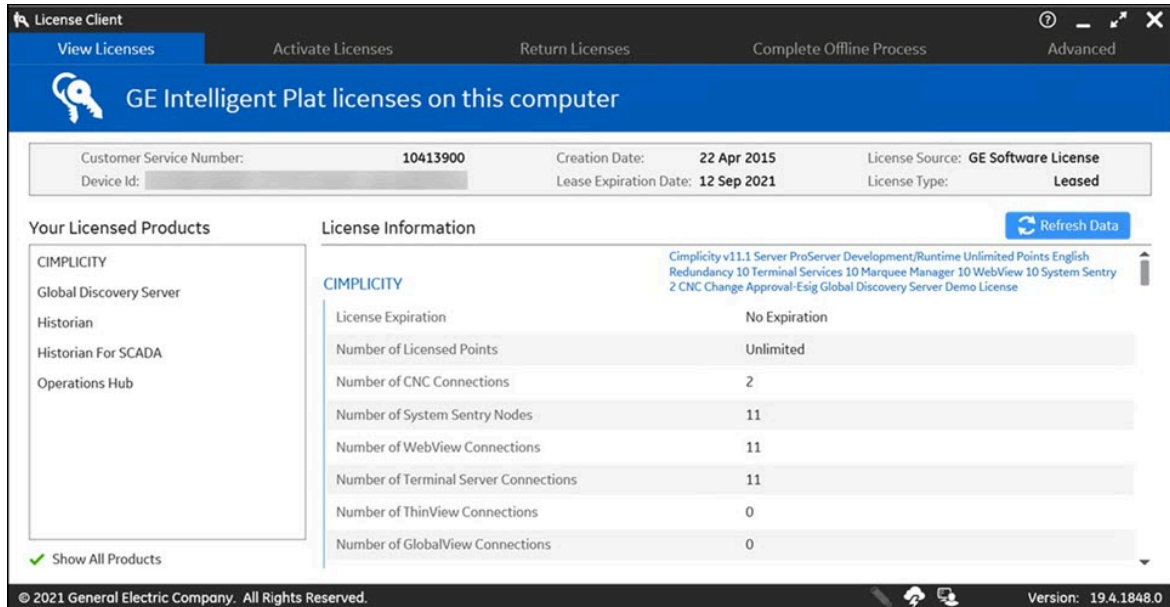 License Client
View Licenses Activate Licenses Return Licenses Complete Offline Process Advanced
GE Intelligent Plat licenses on this computer
Customer Service Number: 10413900 Creation Date: 22 Apr 2015 License Source: GE Software License
Device Id: Lease Expiration Date: 12 Sep 2021 License Type: Leased
Your Licensed Products
CIMPLICITY
Global Discovery Server
Historian
Historian For SCADA
Operations Hub
Show All Products
License Information
Refresh Data
CIMPLICITY
Cimplicity v11.1 Server ProServer Development/Runtime Unlimited Points English
Redundancy 10 Terminal Services 10 Marquee Manager 10 WebView 10 System Sentry
2 CNC Change Approval-Esig Global Discovery Server Demo License
License Expiration No Expiration
Number of Licensed Points Unlimited
Number of CNC Connections 2
Number of System Sentry Nodes 11
Number of WebView Connections 11
Number of Terminal Server Connections 11
Number of ThinView Connections 0
Number of GlobalView Connections 0
© 2021 General Electric Company. All Rights Reserved. Version: 19.4.1848.0